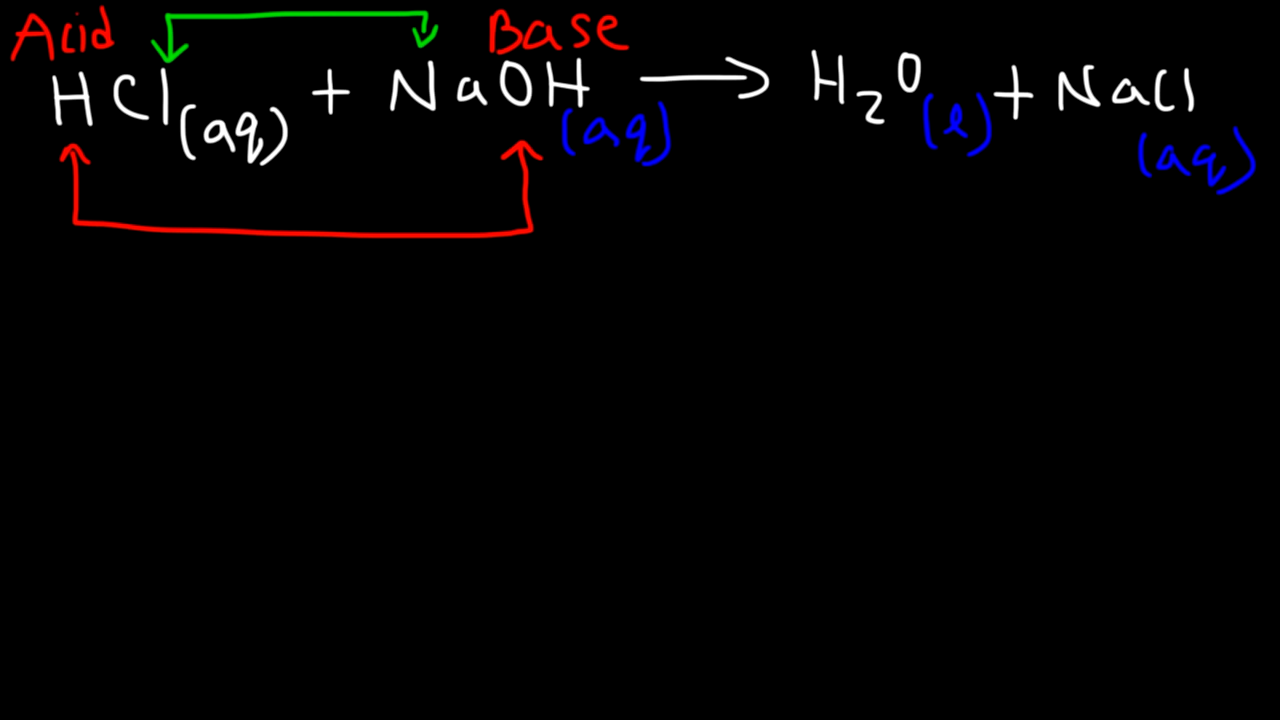 Acid Base
HCl(aq) + NaOH(aq) → H₂O(l) + NaCl(aq)